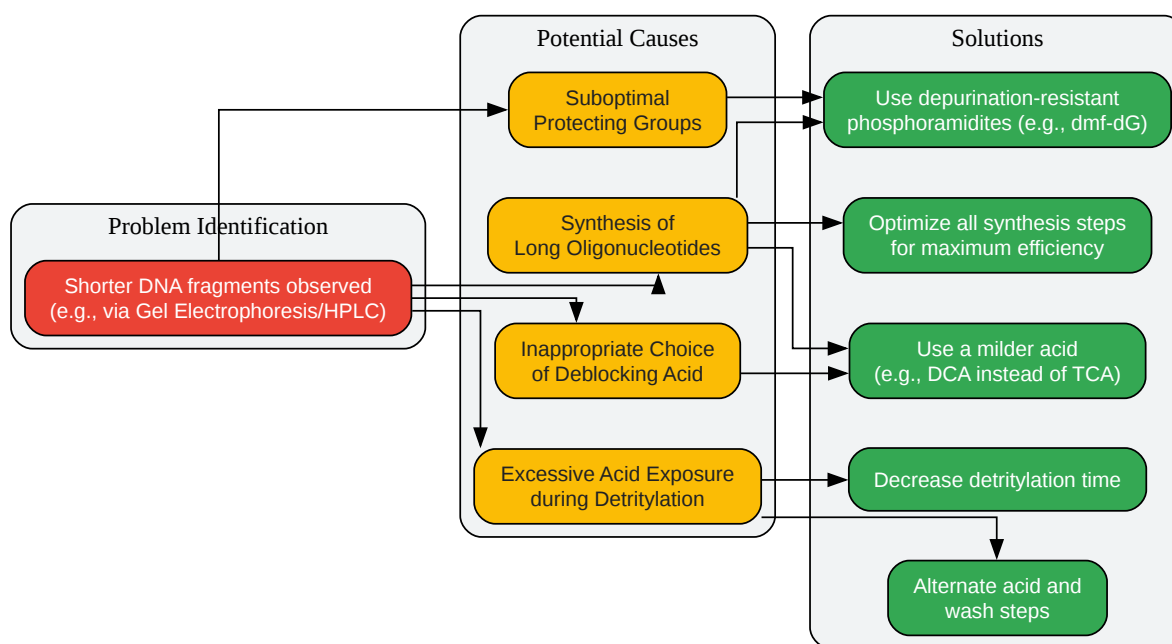 Problem Identification
Shorter DNA fragments observed
(e.g., via Gel Electrophoresis/HPLC)
Potential Causes
Suboptimal
Protecting Groups
Synthesis of
Long Oligonucleotides
Inappropriate Choice
of Deblocking Acid
Excessive Acid Exposure
during Detritylation
Solutions
Use depurination-resistant
phosphoramidites (e.g., dmf-dG)
Optimize all synthesis steps
for maximum efficiency
Use a milder acid
(e.g., DCA instead of TCA)
Decrease detritylation time
Alternate acid and
wash steps